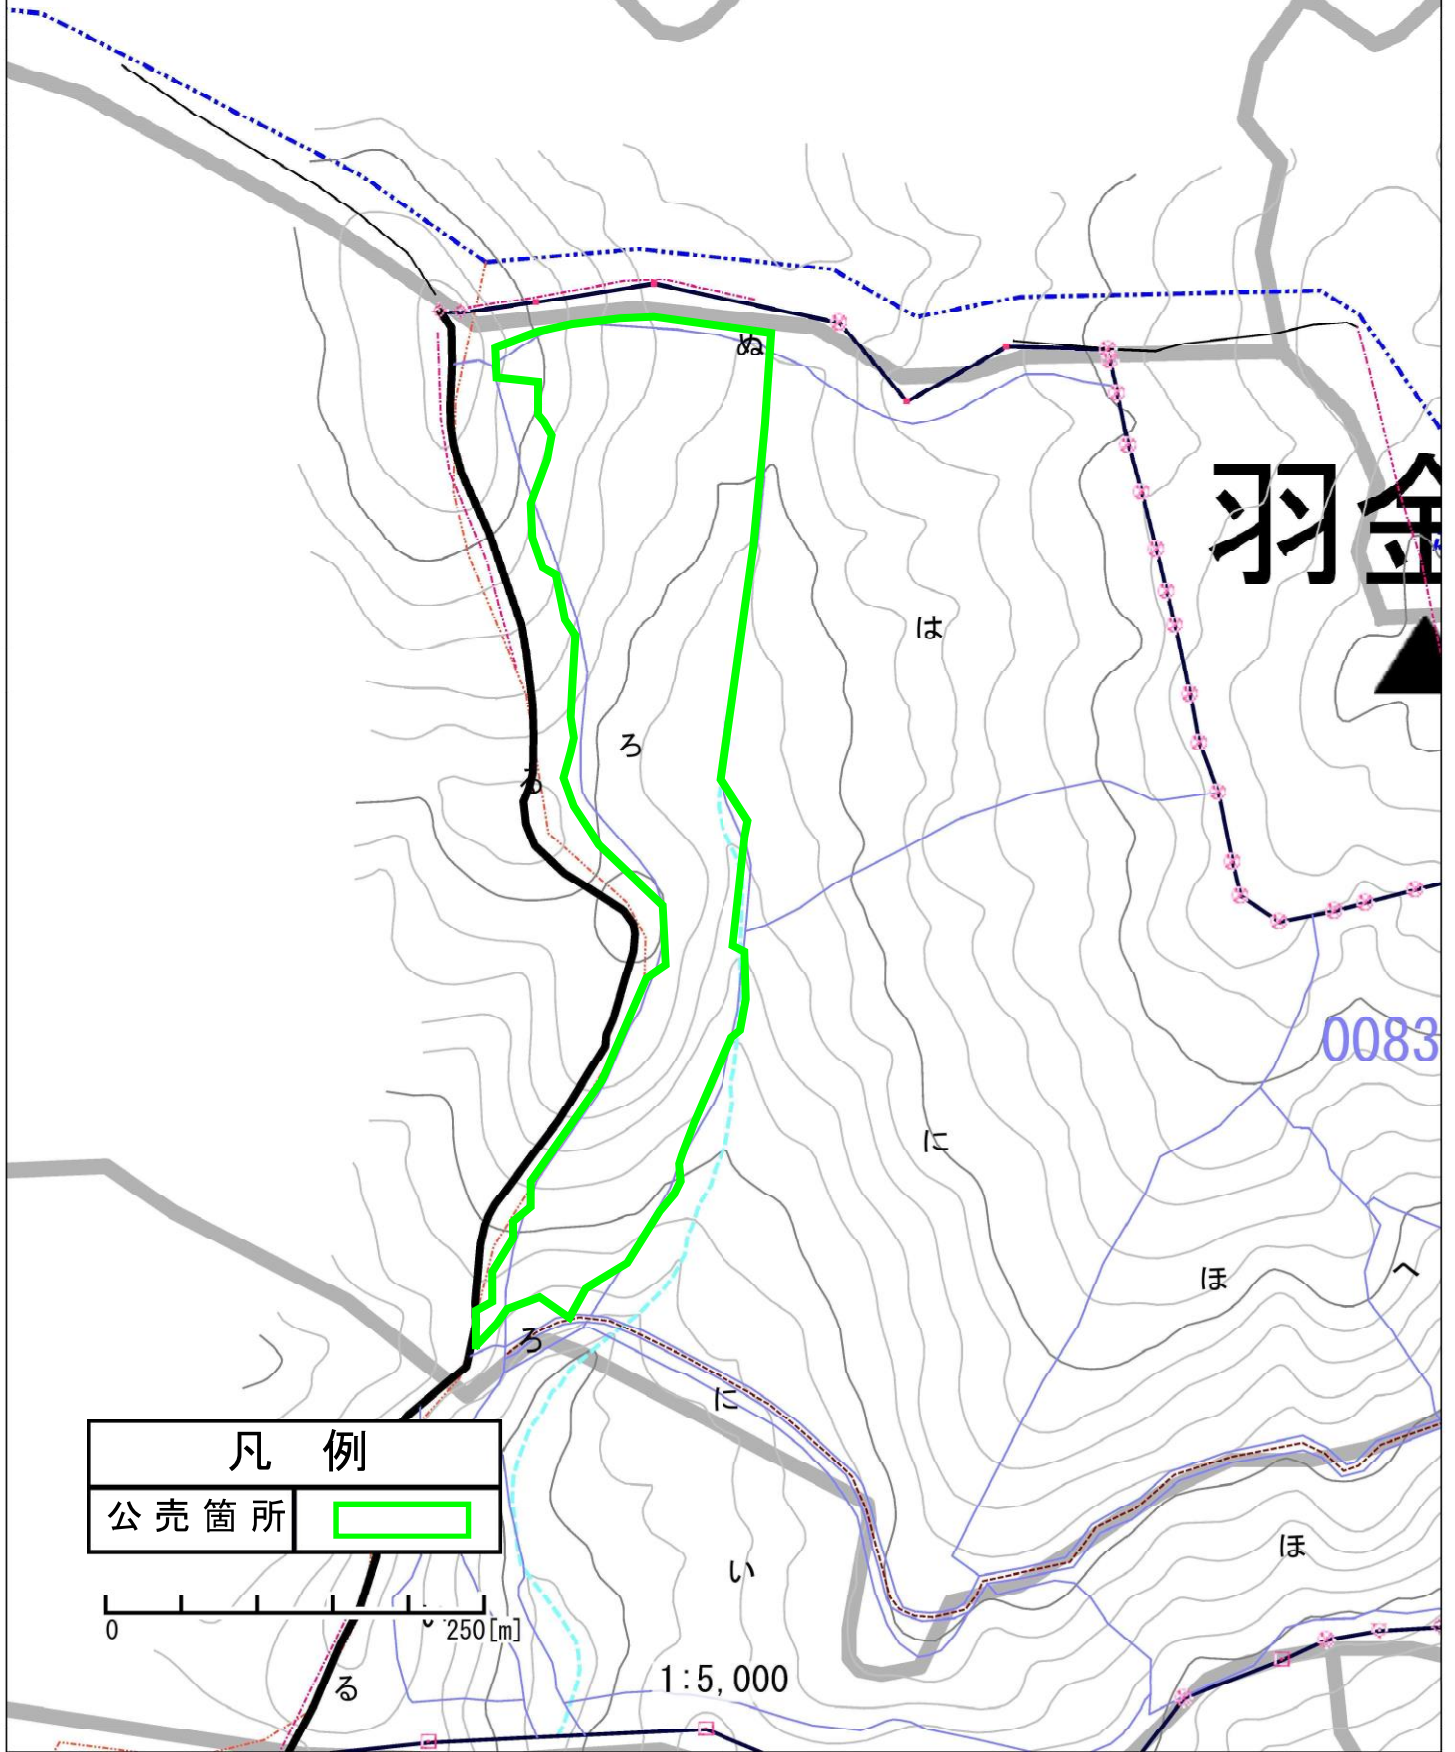 ぬ
羽金
は
ろ
る
0083
に
ほ
へ
ろ
に
凡 例
公売箇所
い
ほ
0 250[m]
1:5,000
る